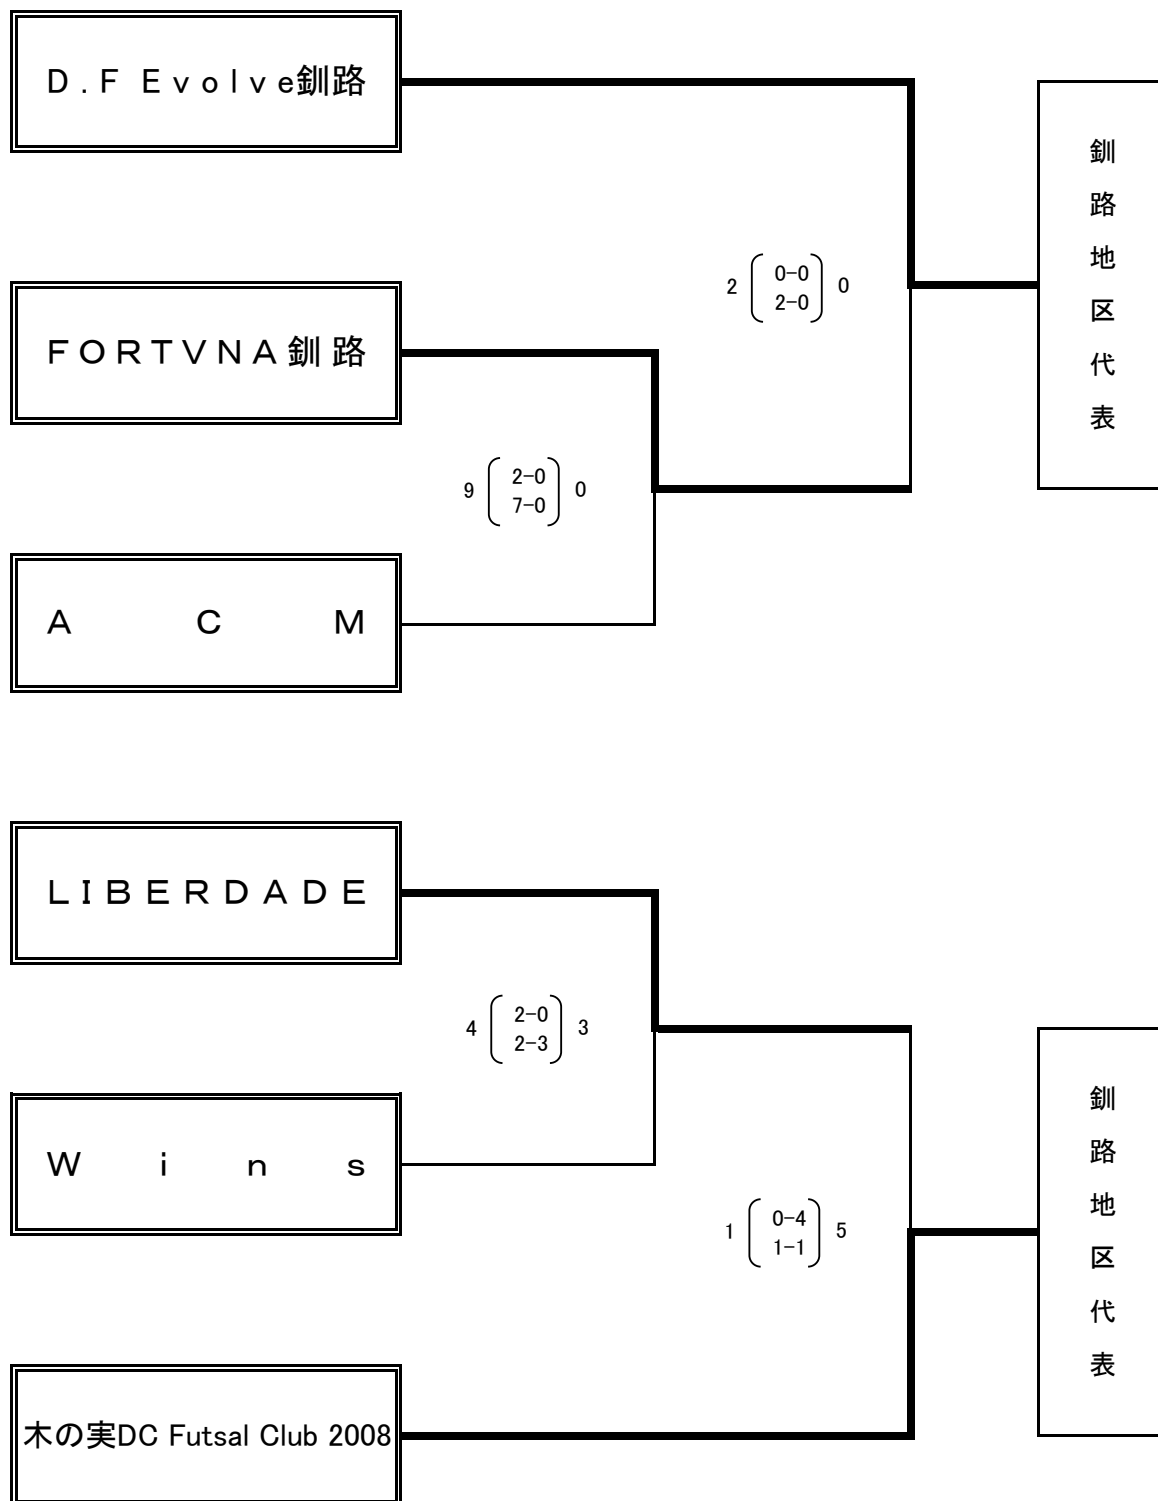 D.F Evolve釧路
釧路地区代表
2 0-0 0
2-0
FORTVNA釧路
9 2-0 0
7-0
ACM
LIBERDADE
4 2-0 3
2-3
釧路地区代表
Wins
1 0-4 5
1-1
木の実DC Futsal Club 2008